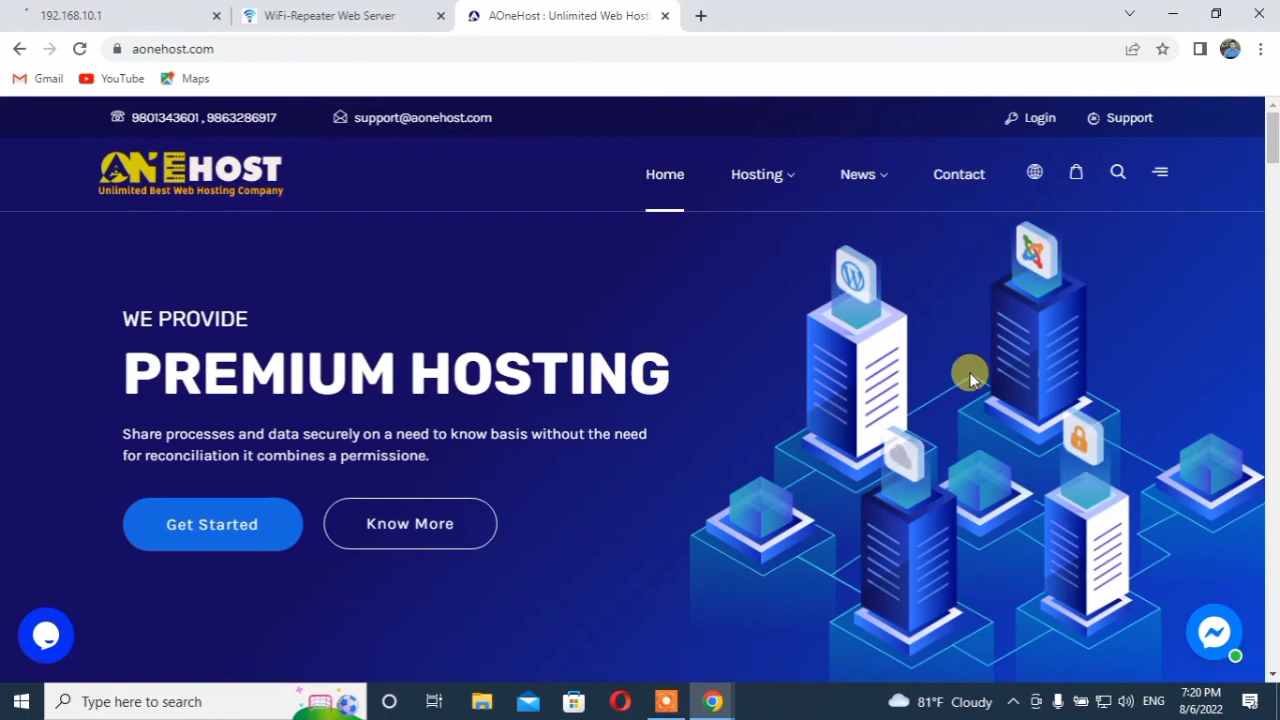 192.168.10.1
WiFi-Repeater Web Server
AOneHost : Unlimited Web Hosti
aonehost.com
Gmail
YouTube
Maps
9801343601 , 9863286917
support@aonehost.com
Login
Support
AONEHOST
Unlimited Best Web Hosting Company
Home
Hosting
News
Contact
WE PROVIDE
PREMIUM HOSTING
Share processes and data securely on a need to know basis without the need
for reconciliation it combines a permissione.
Get Started
Know More
Type here to search
81°F Cloudy
ENG
7:20 PM
8/6/2022